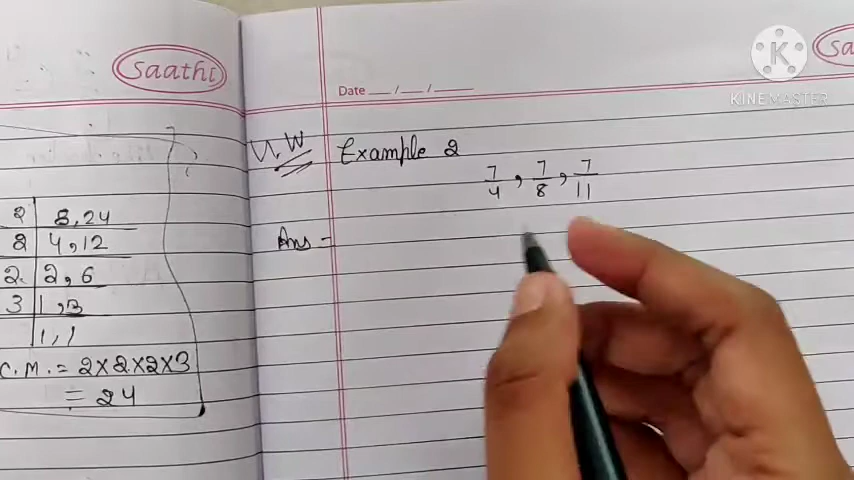 Saathi
2 | 8,24
2 | 4,12
2 | 2,6
3 | 1,3
1,1
C.M. = 2×2×2×3
= 24
Sa
K
KINEMASTER
Date __/__/____
H.W Example 2
7/4, 7/8, 7/11
Ans -